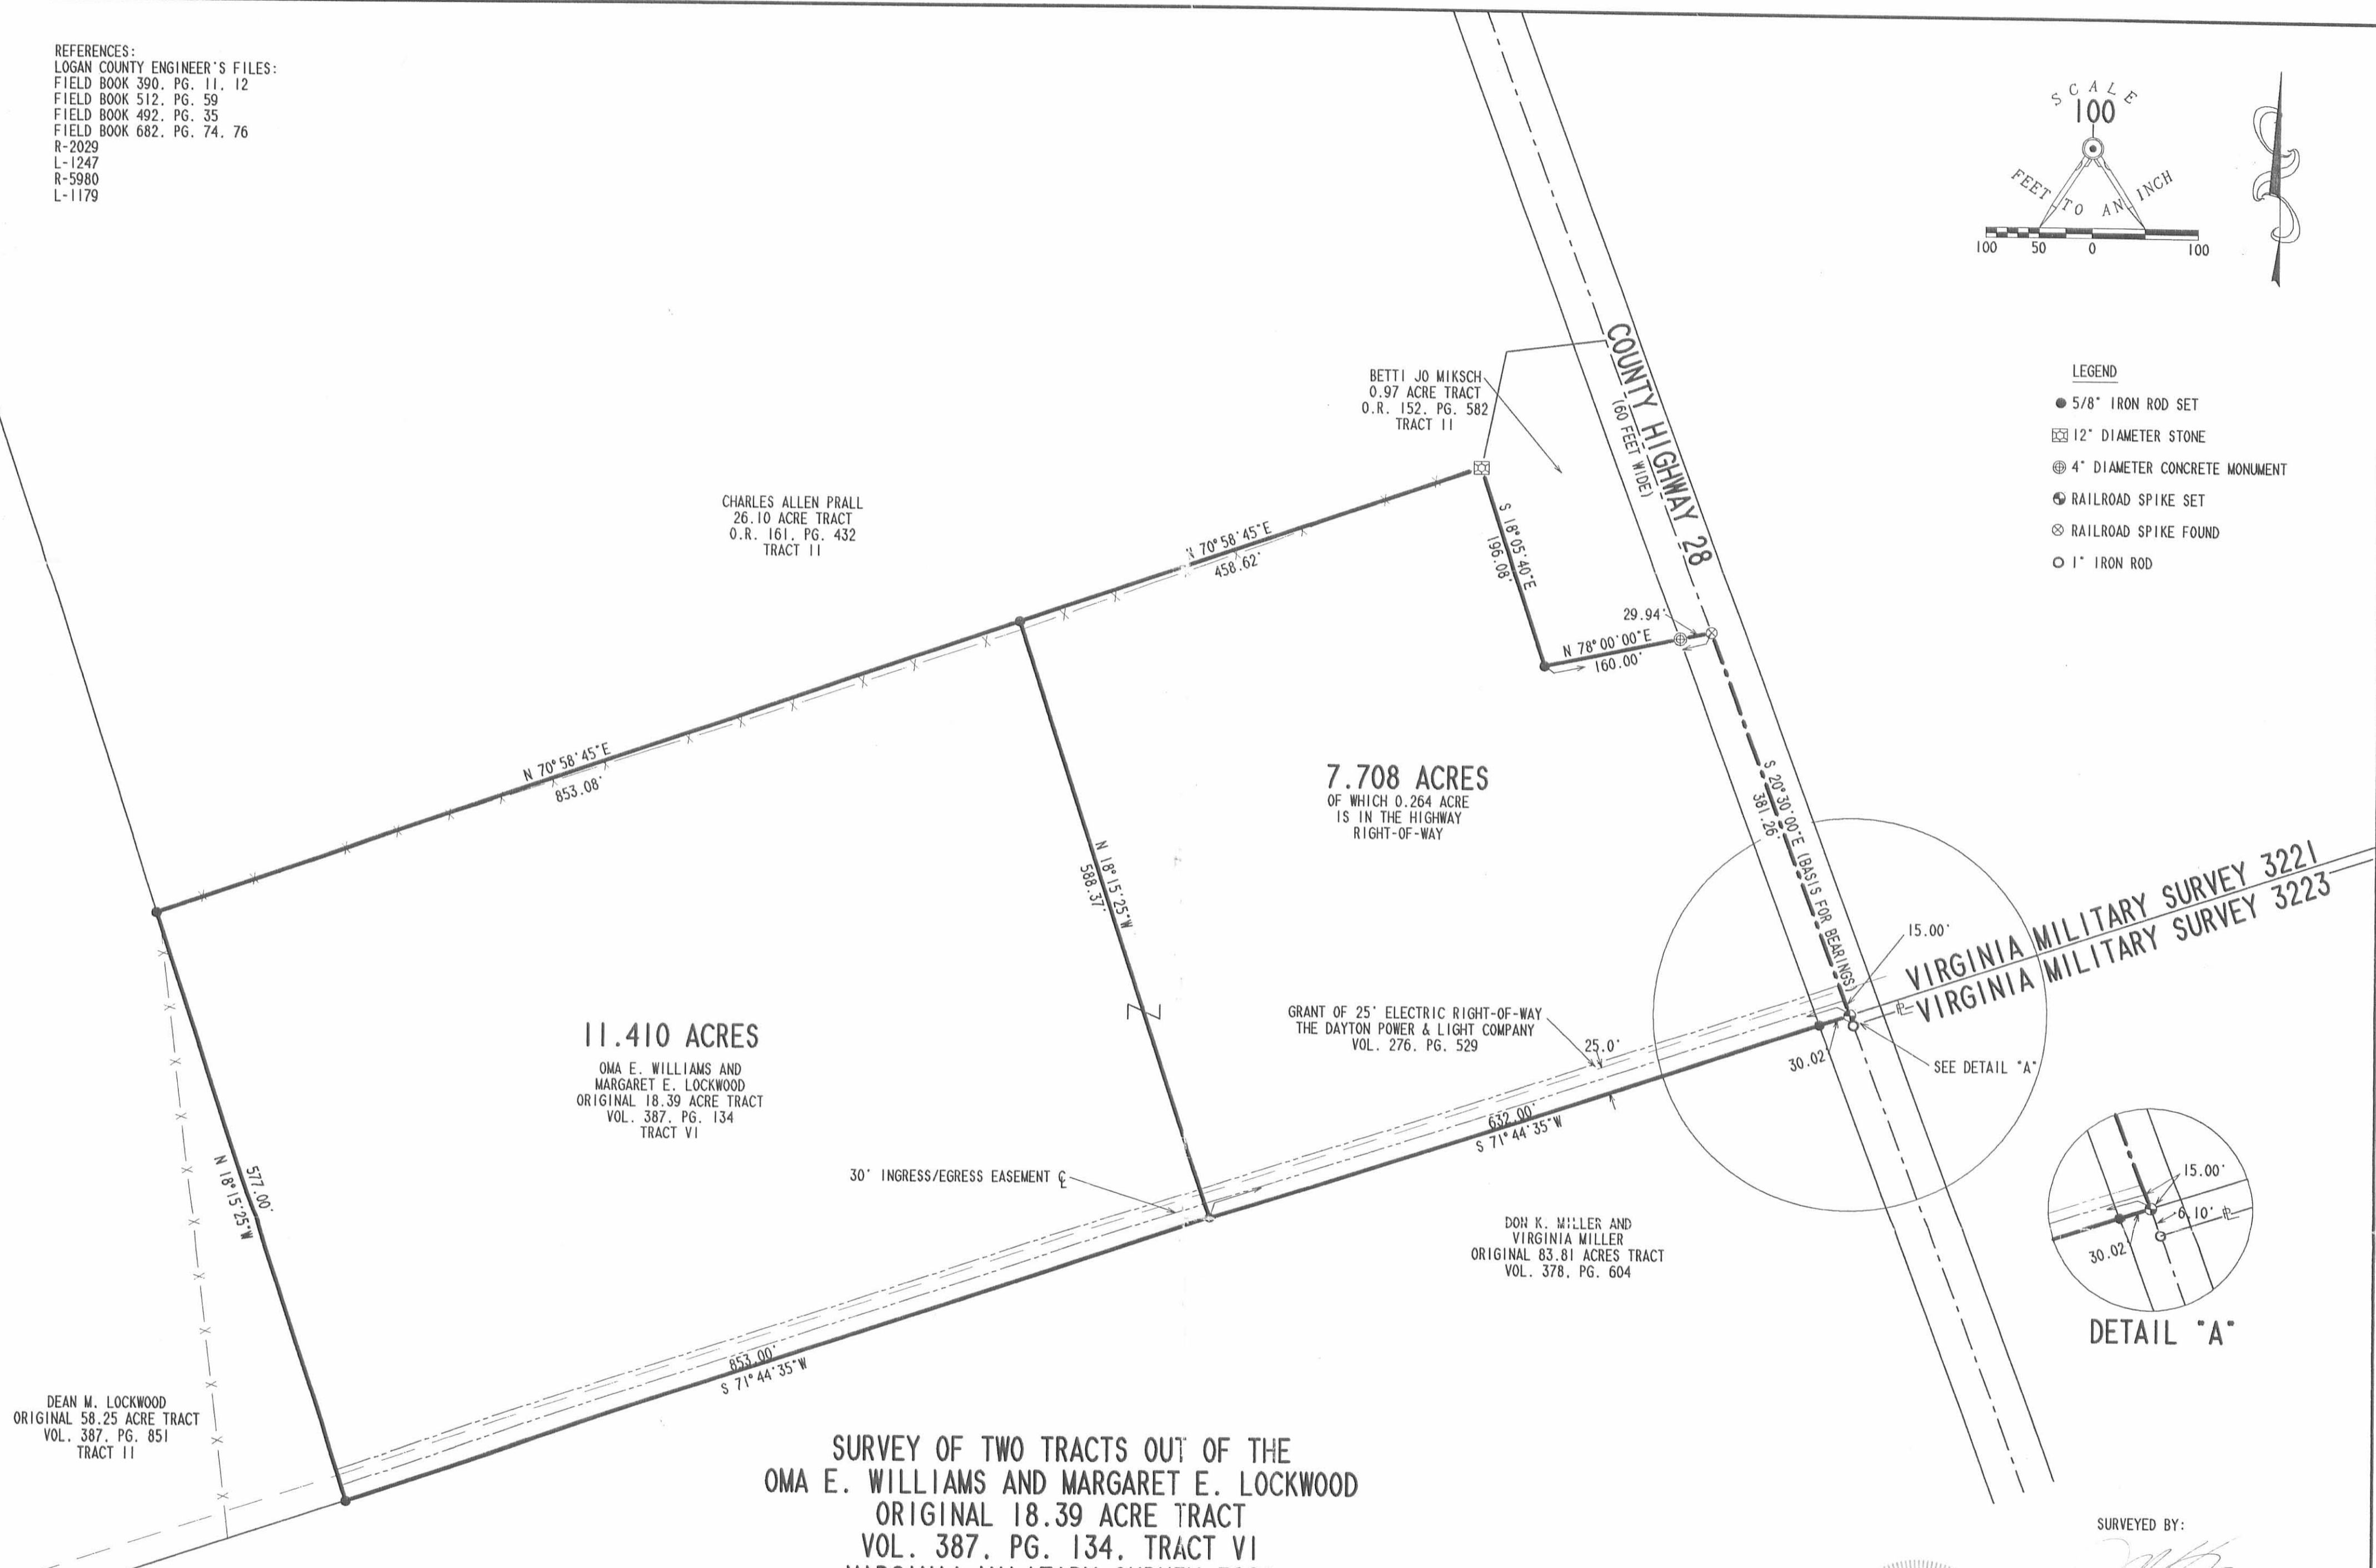 REFERENCES:
LOGAN COUNTY ENGINEER'S FILES:
FIELD BOOK 390, PG. 11, 12
FIELD BOOK 512, PG. 59
FIELD BOOK 492, PG. 35
FIELD BOOK 682, PG. 74, 76
R-2029
L-1247
R-5980
L-1179
SCALE
100
FEET TO AN INCH
100 50 0 100
LEGEND
5/8" IRON ROD SET
12" DIAMETER STONE
4" DIAMETER CONCRETE MONUMENT
RAILROAD SPIKE SET
RAILROAD SPIKE FOUND
1" IRON ROD
COUNTY HIGHWAY 28
(60 FEET WIDE)
BETTI JO MIKSCH
0.97 ACRE TRACT
O.R. 152, PG. 582
TRACT II
CHARLES ALLEN PRALL
26.10 ACRE TRACT
O.R. 161, PG. 432
TRACT II
N 70°58'45"E
458.62'
S 18°05'40"E
196.08'
29.94'
N 78°00'00"E
160.00'
N 70°58'45"E
853.08'
7.708 ACRES
OF WHICH 0.264 ACRE
IS IN THE HIGHWAY
RIGHT-OF-WAY
S 20°30'00"E (BASIS FOR BEARINGS)
381.26'
N 18°15'25"W
588.37'
VIRGINIA MILITARY SURVEY 3221
VIRGINIA MILITARY SURVEY 3223
15.00'
PL
11.410 ACRES
OMA E. WILLIAMS AND
MARGARET E. LOCKWOOD
ORIGINAL 18.39 ACRE TRACT
VOL. 387, PG. 134
TRACT VI
Z
GRANT OF 25' ELECTRIC RIGHT-OF-WAY
THE DAYTON POWER & LIGHT COMPANY
VOL. 276, PG. 529
25.0'
30.02'
SEE DETAIL "A"
632.00'
S 71°44'35"W
30' INGRESS/EGRESS EASEMENT CL
577.00'
N 18°15'25"W
DON K. MILLER AND
VIRGINIA MILLER
ORIGINAL 83.81 ACRES TRACT
VOL. 378, PG. 604
15.00'
6.10' PL
30.02'
DETAIL "A"
853.00'
S 71°44'35"W
DEAN M. LOCKWOOD
ORIGINAL 58.25 ACRE TRACT
VOL. 387, PG. 851
TRACT II
SURVEY OF TWO TRACTS OUT OF THE
OMA E. WILLIAMS AND MARGARET E. LOCKWOOD
ORIGINAL 18.39 ACRE TRACT
VOL. 387, PG. 134, TRACT VI
VIRGINIA MILITARY SURVEY
SURVEYED BY: